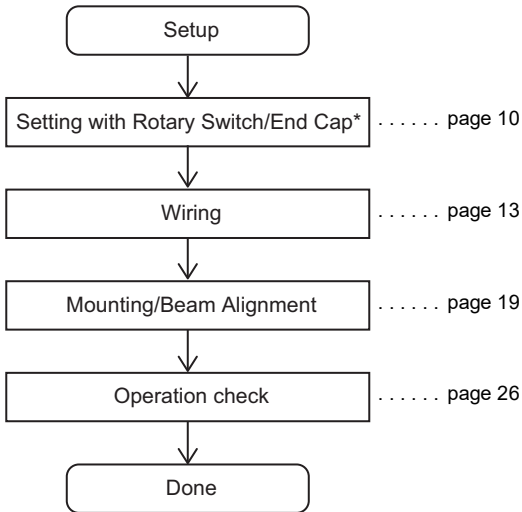 Setup
Setting with Rotary Switch/End Cap* . . . . . . page 10
Wiring . . . . . . page 13
Mounting/Beam Alignment . . . . . . page 19
Operation check . . . . . . page 26
Done